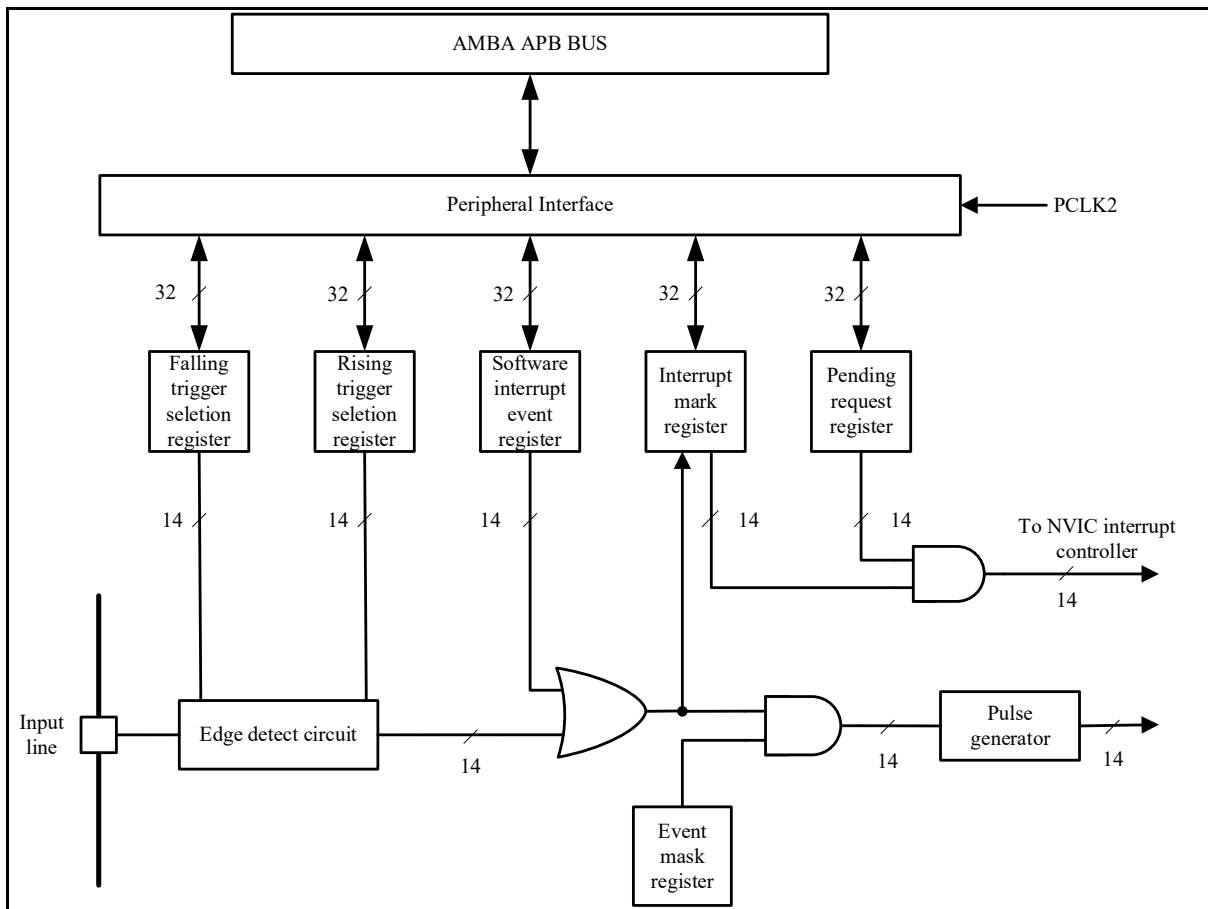 AMBA APB BUS
Peripheral Interface
PCLK2
32
32
32
32
32
Falling
trigger
seletion
register
Rising
trigger
seletion
register
Software
interrupt
event
register
Interrupt
mark
register
Pending
request
register
14
14
14
14
14
To NVIC interrupt
controller
14
Input
line
Edge detect circuit
14
14
Pulse
generator
14
Event
mask
register